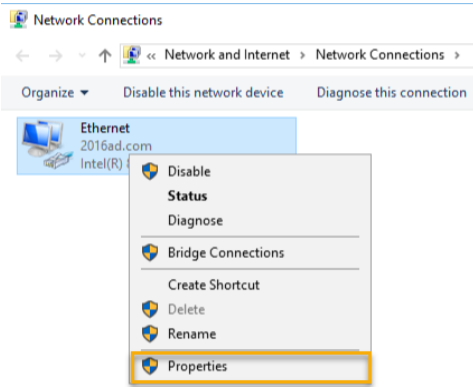 Network Connections
« Network and Internet > Network Connections >
Organize Disable this network device Diagnose this connection
Ethernet
2016ad.com
Intel(R)
Disable
Status
Diagnose
Bridge Connections
Create Shortcut
Delete
Rename
Properties